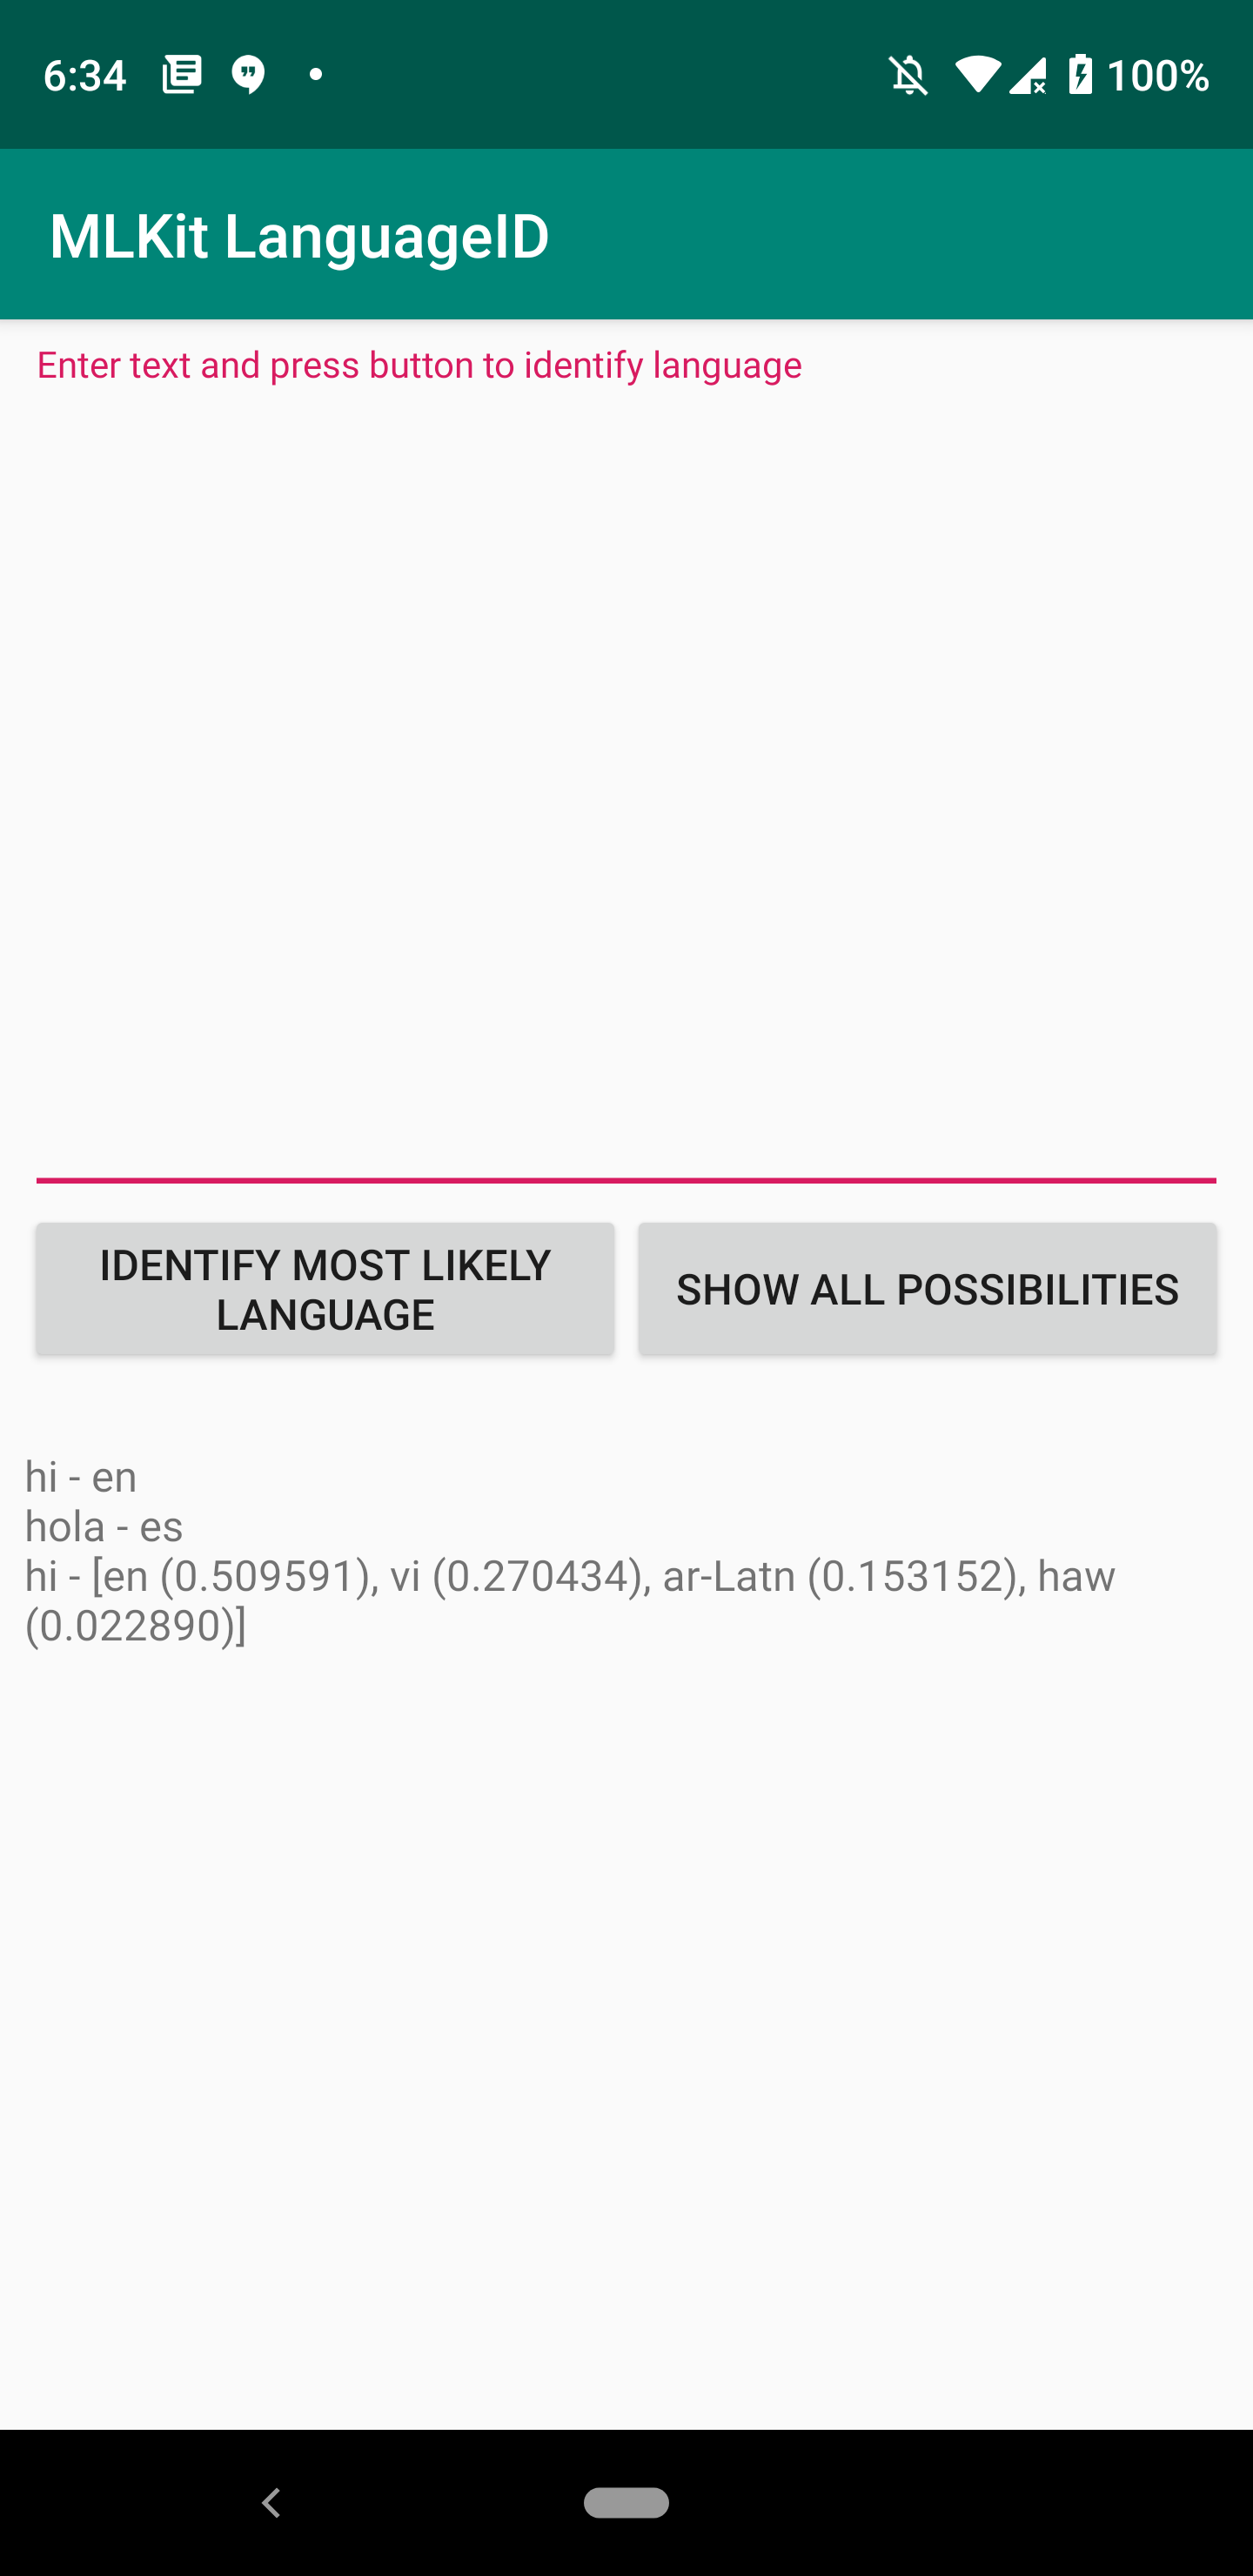 6:34
100%
MLKit LanguageID
Enter text and press button to identify language
IDENTIFY MOST LIKELY
LANGUAGE
SHOW ALL POSSIBILITIES
hi - en
hola - es
hi - [en (0.509591), vi (0.270434), ar-Latn (0.153152), haw
(0.022890)]